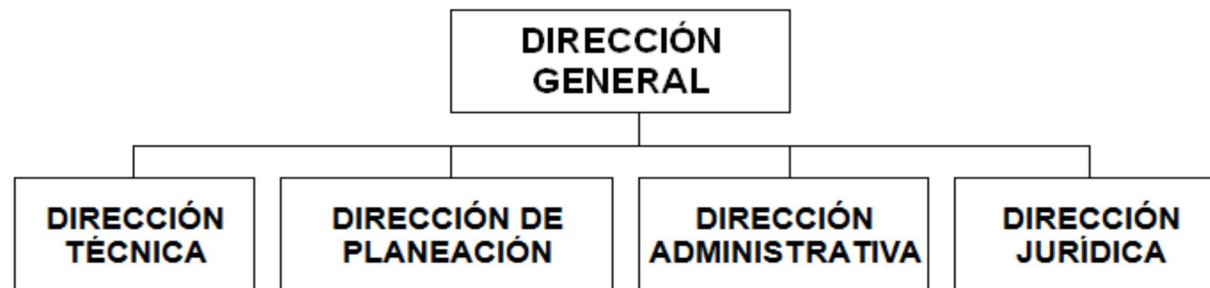 DIRECCIÓN
GENERAL
DIRECCIÓN
TÉCNICA
DIRECCIÓN DE
PLANEACIÓN
DIRECCIÓN
ADMINISTRATIVA
DIRECCIÓN
JURÍDICA